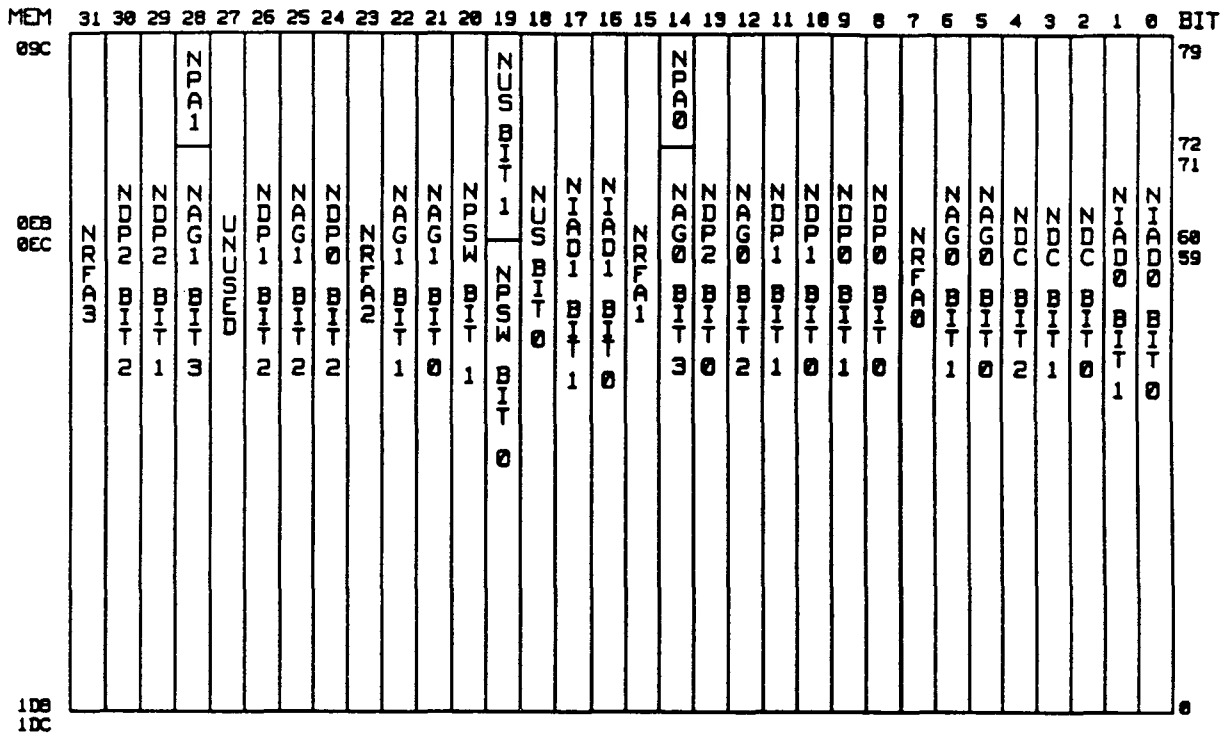 MEM 31 30 29 28 27 26 25 24 23 22 21 20 19 18 17 16 15 14 13 12 11 10 9 8 7 6 5 4 3 2 1 0 BIT
09C
0EB
0EC
1DB
1DC
NRFA3
NDP2 BIT 2
NDP2 BIT 1
NPA1
NAG1 BIT 3
UNUSED
NDP1 BIT 2
NAG1 BIT 2
NDP0 BIT 2
NRFA2
NAG1 BIT 1
NAG1 BIT 0
NPSW BIT 1
NUS BIT 1
NPSW BIT 0
NUS BIT 0
NIAD1 BIT 1
NIAD1 BIT 0
NRFA1
NPA0
NAG0 BIT 3
NDP2 BIT 0
NAG0 BIT 2
NDP1 BIT 1
NDP1 BIT 0
NDP0 BIT 1
NDP0 BIT 0
NRFA0
NAG0 BIT 1
NAG0 BIT 0
NDC BIT 2
NDC BIT 1
NDC BIT 0
NIAD0 BIT 1
NIAD0 BIT 0
79
72
71
60
59
0